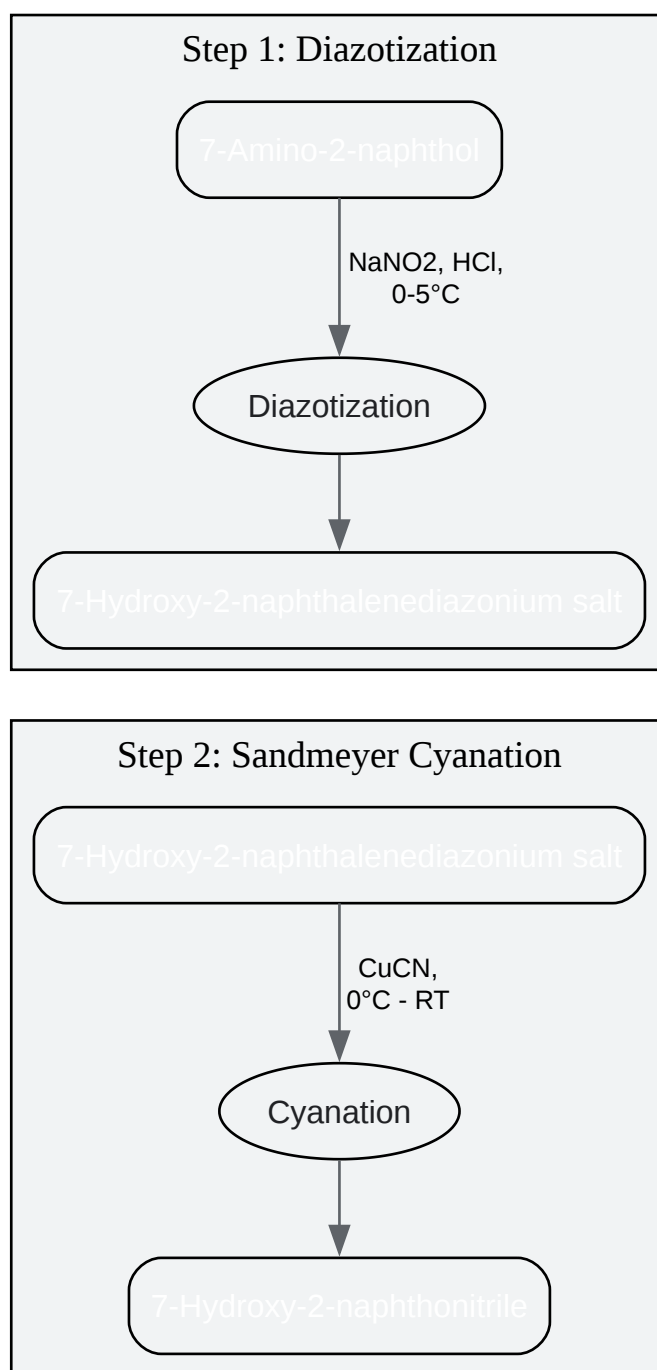 Step 1: Diazotization
7-Amino-2-naphthol
NaNO2, HCl,
0-5°C
Diazotization
7-Hydroxy-2-naphthalenediazonium salt
Step 2: Sandmeyer Cyanation
7-Hydroxy-2-naphthalenediazonium salt
CuCN,
0°C - RT
Cyanation
7-Hydroxy-2-naphthonitrile